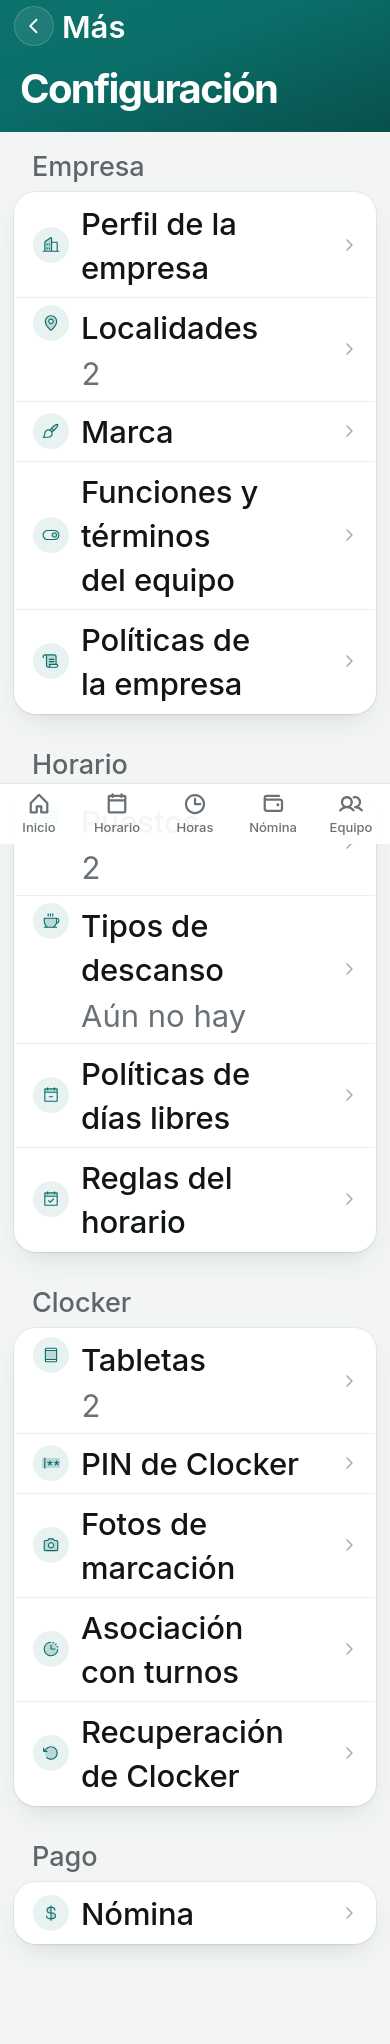 Más
Configuración
Empresa
Perfil de la
empresa
Localidades
2
Marca
Funciones y
términos
del equipo
Políticas de
la empresa
Horario
Puestos
Inicio
Horario
Horas
Nómina
Equipo
2
Tipos de
descanso
Aún no hay
Políticas de
días libres
Reglas del
horario
Clocker
Tabletas
2
PIN de Clocker
Fotos de
marcación
Asociación
con turnos
Recuperación
de Clocker
Pago
Nómina